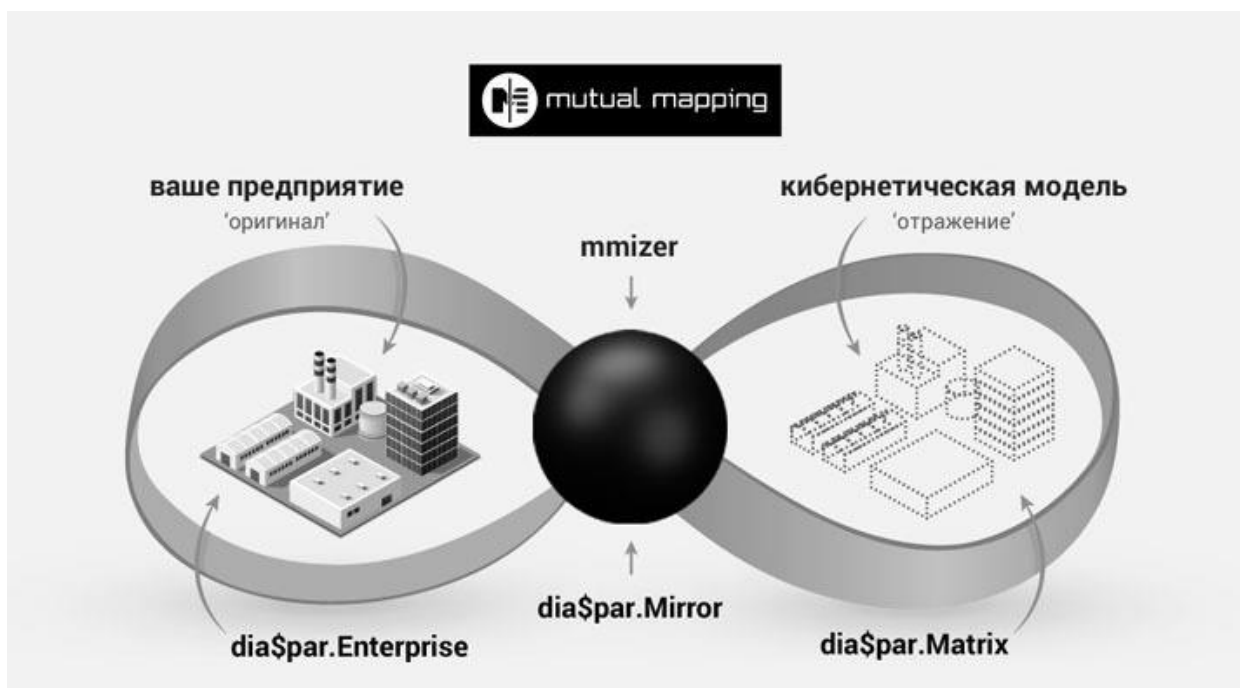 mutual mapping
ваше предприятие
‘оригинал’
кибернетическая модель
‘отражение’
mmizer
dia$par.Mirror
dia$par.Enterprise
dia$par.Matrix